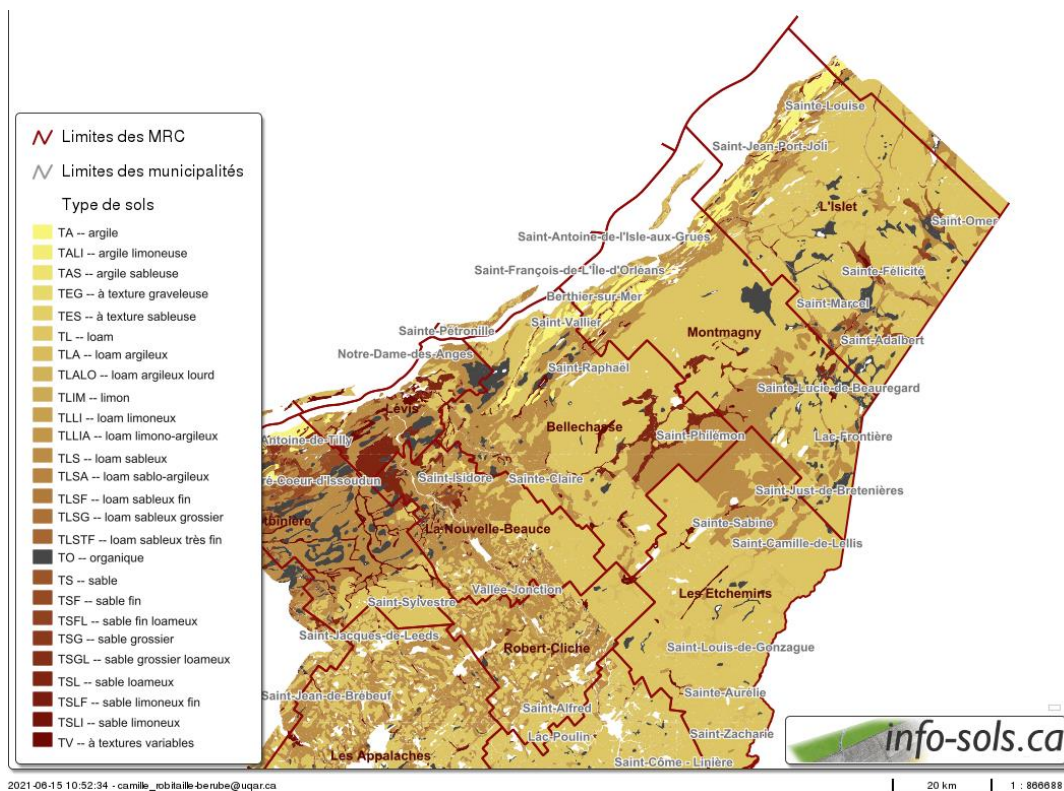 Limites des MRC
Limites des municipalités
Type de sols
TA -- argile
TALI -- argile limoneuse
TAS -- argile sableuse
TEG -- à texture graveleuse
TES -- à texture sableuse
TL -- loam
TLA -- loam argileux
TLALO -- loam argileux lourd
TLIM -- limon
TLLI -- loam limoneux
TLLIA -- loam limono-argileux
TLS -- loam sableux
TLSA -- loam sablo-argileux
TLSF -- loam sableux fin
TLSG -- loam sableux grossier
TLSTF -- loam sableux très fin
TO -- organique
TS -- sable
TSF -- sable fin
TSFL -- sable fin loameux
TSG -- sable grossier
TSGL -- sable grossier loameux
TSL -- sable loameux
TSLF -- sable limoneux fin
TSLI -- sable limoneux
TV -- à textures variables
Sainte-Louise
Saint-Jean-Port-Joli
L'Islet
Saint-Omer
Saint-Antoine-de-l'Isle-aux-Grues
Saint-François-de-L'Île-d'Orléans
Sainte-Félicité
Berthier-sur-Mer
Saint-Marcel
Saint-Vallier
Sainte-Pétronille
Montmagny
Saint-Adalbert
Notre-Dame-des-Anges
Saint-Raphaël
Sainte-Lucie-de-Beauregard
Lévis
Bellechasse
Saint-Philémon
Lac-Frontière
Antoine-de-Tilly
ré-Coeur-d'Issoudun
Saint-Isidore
Sainte-Claire
Saint-Just-de-Bretenières
tbinière
La-Nouvelle-Beauce
Sainte-Sabine
Saint-Camille-de-Lellis
Vallée-Jonction
Les Etchemins
Saint-Sylvestre
Saint-Jacques-de-Leeds
Robert-Cliche
Saint-Louis-de-Gonzague
Saint-Jean-de-Brébeuf
Sainte-Aurélie
Saint-Alfred
Lac-Poulin
Saint-Zacharie
Les Appalaches
Saint-Côme - Linière
info-sols.ca
2021-06-15 10:52:34 - camille_robitaille-berube@uqar.ca
20 km
1 : 866688